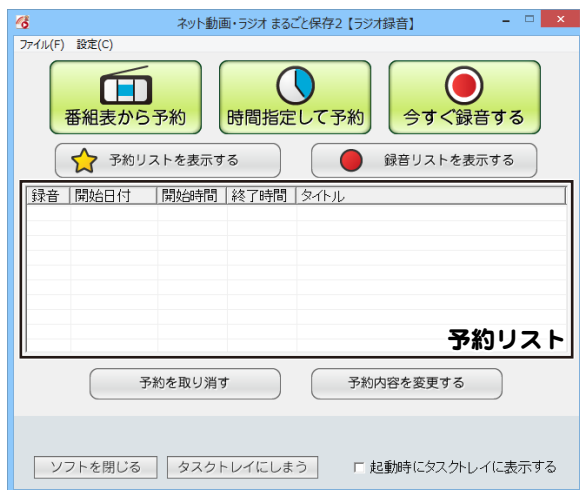 ネット動画・ラジオ まるごと保存2【ラジオ録音】
ファイル(F) 設定(C)
番組表から予約 時間指定して予約 今すぐ録音する
予約リストを表示する 録音リストを表示する
録音 開始日付 開始時間 終了時間 タイトル
予約リスト
予約を取り消す 予約内容を変更する
ソフトを閉じる タスクトレイにしまう 起動時にタスクトレイに表示する